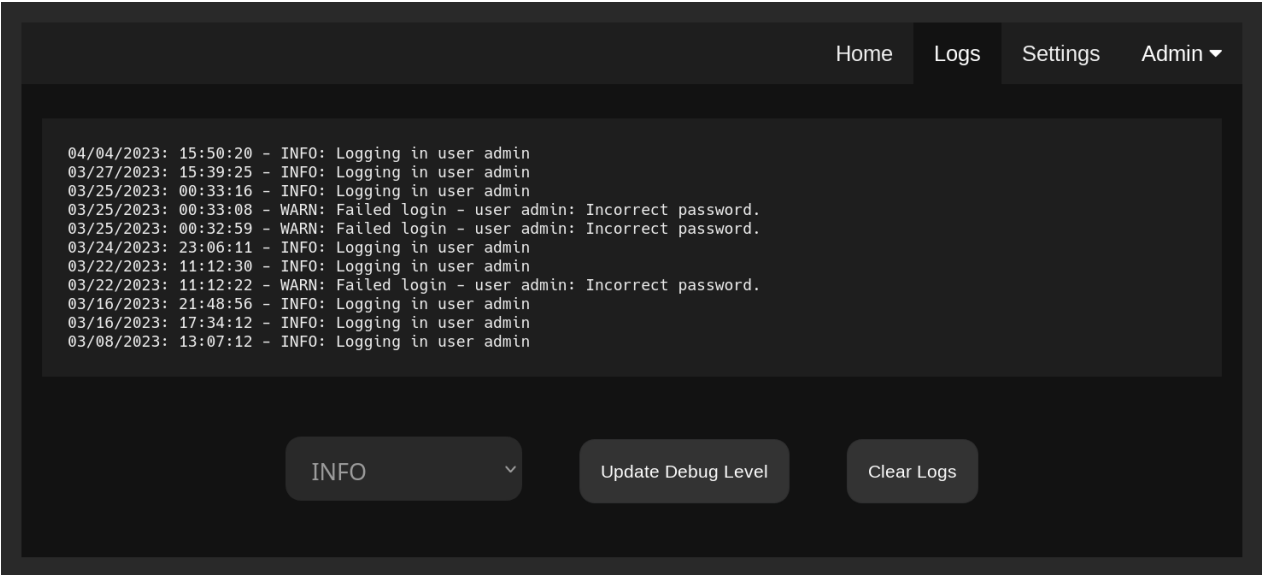 Home Logs Settings Admin
04/04/2023: 15:50:20 – INFO: Logging in user admin
03/27/2023: 15:39:25 – INFO: Logging in user admin
03/25/2023: 00:33:16 – INFO: Logging in user admin
03/25/2023: 00:33:08 – WARN: Failed login – user admin: Incorrect password.
03/25/2023: 00:32:59 – WARN: Failed login – user admin: Incorrect password.
03/24/2023: 23:06:11 – INFO: Logging in user admin
03/22/2023: 11:12:30 – INFO: Logging in user admin
03/22/2023: 11:12:22 – WARN: Failed login – user admin: Incorrect password.
03/16/2023: 21:48:56 – INFO: Logging in user admin
03/16/2023: 17:34:12 – INFO: Logging in user admin
03/08/2023: 13:07:12 – INFO: Logging in user admin
INFO Update Debug Level Clear Logs